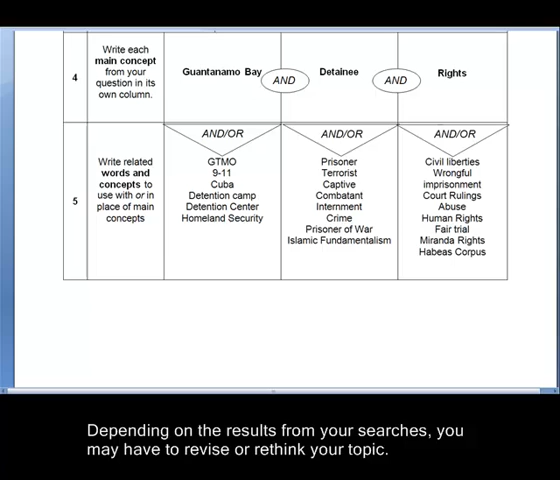 4
Write each
main concept
from your
question in its
own column.
Guantanamo Bay
AND
Detainee
AND
Rights
5
Write related
words and
concepts to
use with or in
place of main
concepts
AND/OR
GTMO
9-11
Cuba
Detention camp
Detention Center
Homeland Security
AND/OR
Prisoner
Terrorist
Captive
Combatant
Internment
Crime
Prisoner of War
Islamic Fundamentalism
AND/OR
Civil liberties
Wrongful
imprisonment
Court Rulings
Abuse
Human Rights
Fair trial
Miranda Rights
Habeas Corpus
Depending on the results from your searches, you
may have to revise or rethink your topic.